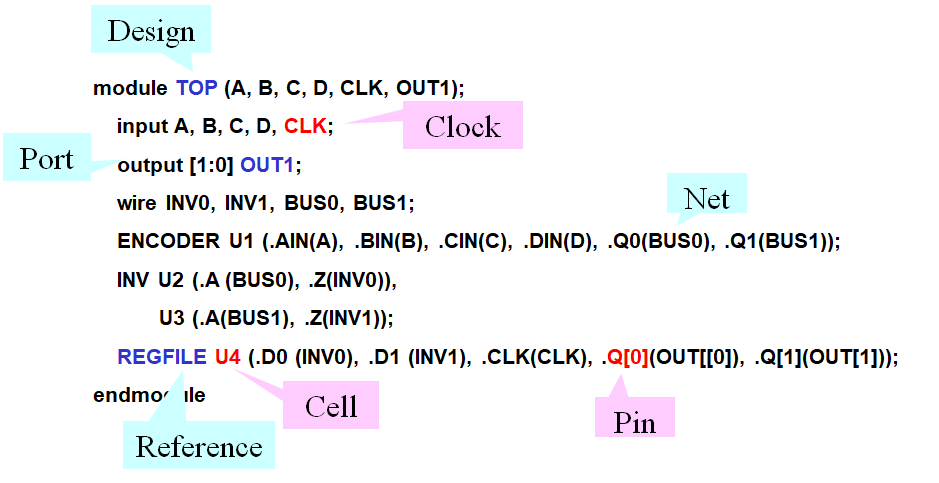 Design
module TOP (A, B, C, D, CLK, OUT1);
input A, B, C, D, CLK;
Clock
Port
output [1:0] OUT1;
wire INV0, INV1, BUS0, BUS1;
Net
ENCODER U1 (.AIN(A), .BIN(B), .CIN(C), .DIN(D), .Q0(BUS0), .Q1(BUS1));
INV U2 (.A (BUS0), .Z(INV0)),
U3 (.A(BUS1), .Z(INV1));
REGFILE U4 (.D0 (INV0), .D1 (INV1), .CLK(CLK), .Q[0](OUT[[0]), .Q[1](OUT[1]));
endmodule
Cell
Pin
Reference